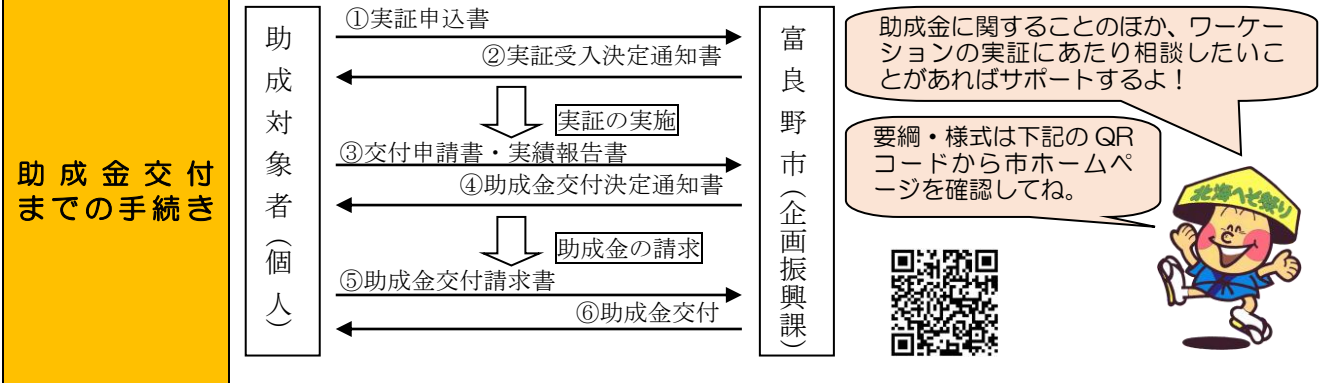 助成金交付
までの手続き
助成対象者（個人）
①実証申込書
②実証受入決定通知書
実証の実施
③交付申請書・実績報告書
④助成金交付決定通知書
助成金の請求
⑤助成金交付請求書
⑥助成金交付
富良野市（企画振興課）
助成金に関することのほか、ワーケー
ションの実証にあたり相談したいこ
とがあればサポートするよ！
要綱・様式は下記の QR
コードから市ホームペ
ージを確認してね。
北海へそ祭り